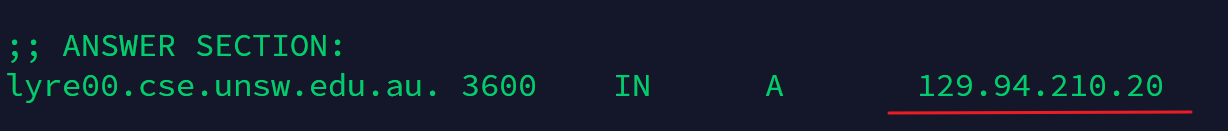 ;; ANSWER SECTION:
lyre00.cse.unsw.edu.au. 3600 IN A 129.94.210.20